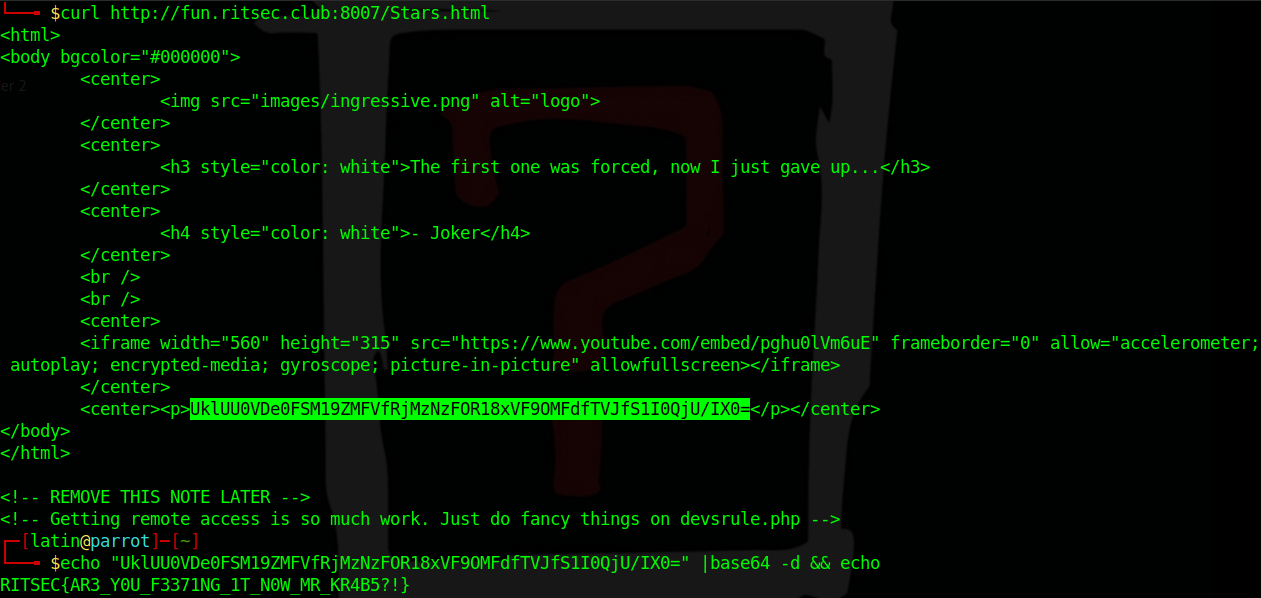 $curl http://fun.ritsec.club:8007/Stars.html
<html>
<body bgcolor="#000000">
<center>
<img src="images/ingressive.png" alt="logo">
</center>
<center>
<h3 style="color: white">The first one was forced, now I just gave up...</h3>
</center>
<center>
<h4 style="color: white">- Joker</h4>
</center>
<br />
<br />
<center>
<iframe width="560" height="315" src="https://www.youtube.com/embed/pghu0lVm6uE" frameborder="0" allow="accelerometer;
autoplay; encrypted-media; gyroscope; picture-in-picture" allowfullscreen></iframe>
</center>
<center><p>UklUU0VDe0FSM19ZMFVfRjMzNzFOR18xVF9OMFdfTVJfS1I0QjU/IX0=</p></center>
</body>
</html>
<!-- REMOVE THIS NOTE LATER -->
<!-- Getting remote access is so much work. Just do fancy things on devsrule.php -->
[latin@parrot]─[~]
$echo "UklUU0VDe0FSM19ZMFVfRjMzNzFOR18xVF9OMFdfTVJfS1I0QjU/IX0=" |base64 -d && echo
RITSEC{AR3_Y0U_F3371NG_1T_N0W_MR_KR4B5?!}